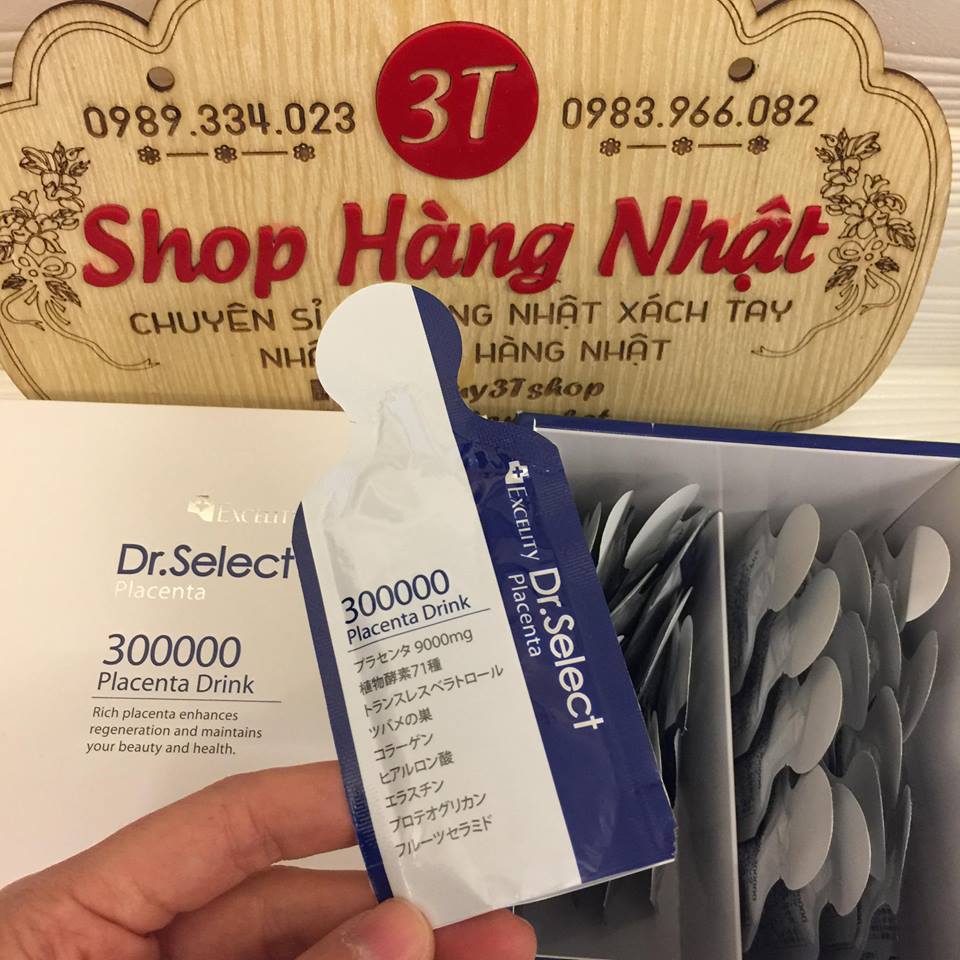 3T
0989.334.023
0983.966.082
Shop Hàng Nhật
CHUYÊN SỈ NG NHẬT XÁCH TAY
HÀNG NHẬT
ay3Tshop
EXCELITY
Dr.Select
Placenta
300000
Placenta Drink
Rich placenta enhances
regeneration and maintains
your beauty and health.
EXCELITY
Dr.Select
Placenta
300000
Placenta Drink
プラセンタ 9000mg
植物酵素71種
トランスレスベラトロール
ツバメの巣
コラーゲン
ヒアルロン酸
エラスチン
プロテオグリカン
フルーツセラミド